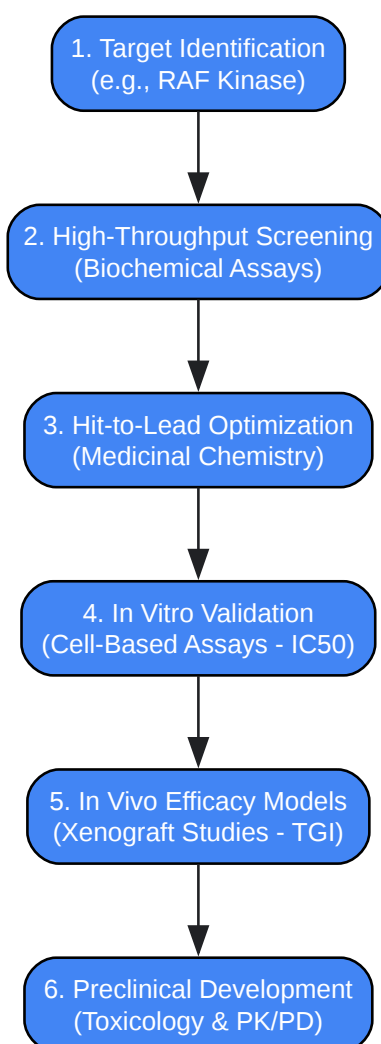 1. Target Identification
(e.g., RAF Kinase)
2. High-Throughput Screening
(Biochemical Assays)
3. Hit-to-Lead Optimization
(Medicinal Chemistry)
4. In Vitro Validation
(Cell-Based Assays - IC50)
5. In Vivo Efficacy Models
(Xenograft Studies - TGI)
6. Preclinical Development
(Toxicology & PK/PD)